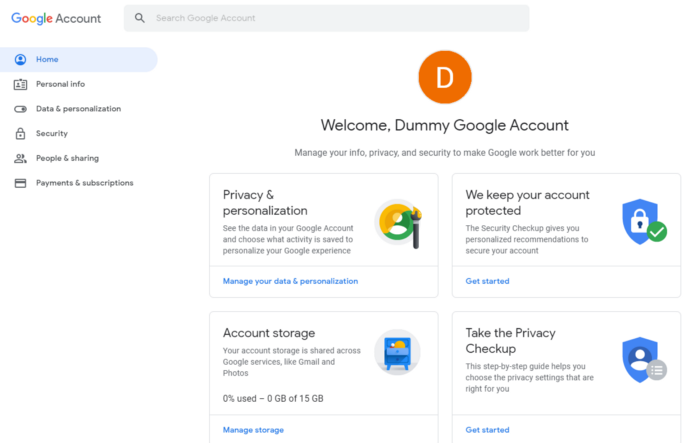 Google Account
Search Google Account
Home
Personal info
Data & personalization
Security
People & sharing
Payments & subscriptions
D
Welcome, Dummy Google Account
Manage your info, privacy, and security to make Google work better for you
Privacy &
personalization
See the data in your Google Account
and choose what activity is saved to
personalize your Google experience
Manage your data & personalization
We keep your account
protected
The Security Checkup gives you
personalized recommendations to
secure your account
Get started
Account storage
Your account storage is shared across
Google services, like Gmail and
Photos
0% used – 0 GB of 15 GB
Manage storage
Take the Privacy
Checkup
This step-by-step guide helps you
choose the privacy settings that are
right for you
Get started